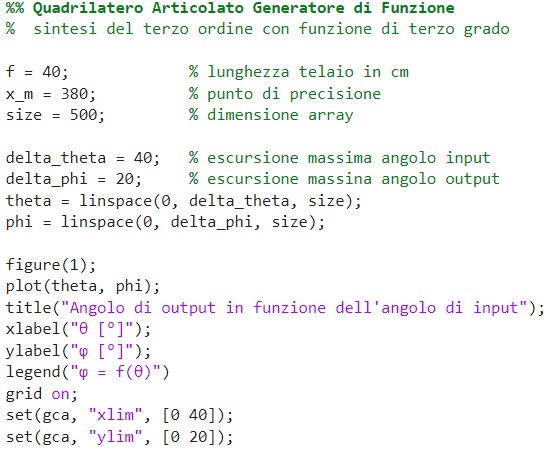 %% Quadrilatero Articolato Generatore di Funzione
%  sintesi del terzo ordine con funzione di terzo grado
f = 40;               % lunghezza telaio in cm
x_m = 380;            % punto di precisione
size = 500;           % dimensione array
delta_theta = 40;   % escursione massima angolo input
delta_phi = 20;     % escursione massina angolo output
theta = linspace(0, delta_theta, size);
phi = linspace(0, delta_phi, size);
figure(1);
plot(theta, phi);
title("Angolo di output in funzione dell'angolo di input");
xlabel("θ [°]");
ylabel("φ [°]");
legend("φ = f(θ)")
grid on;
set(gca, "xlim", [0 40]);
set(gca, "ylim", [0 20]);